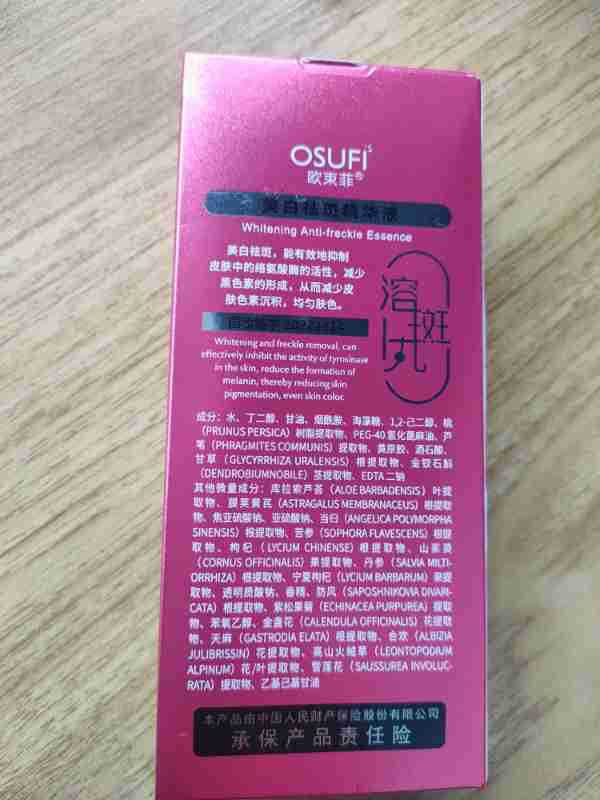 OSUFI'S
欧束菲®
美白祛斑精华液
Whitening Anti-freckle Essence
美白祛斑，能有效地抑制
皮肤中的络氨酸酶的活性，减少
黑色素的形成，从而减少皮
肤色素沉积，均匀肤色。
溶斑丸
国妆特字
Whitening and freckle removal, can
effectively inhibit the activity of tyrosinase
in the skin, reduce the formation of
melanin, thereby reducing skin
pigmentation, even skin color.
成分：水、丁二醇、甘油、烟酰胺、海藻糖、1,2-己二醇、桃
（PRUNUS PERSICA）树脂提取物、PEG-40 氢化蓖麻油、芦
苇（PHRAGMITES COMMUNIS）提取物、黄原胶、酒石酸、
甘草（GLYCYRRHIZA URALENSIS）根提取物、金钗石斛
（DENDROBIUMNOBILE）茎提取物、EDTA 二钠
其他微量成分：库拉索芦荟（ALOE BARBADENSIS）叶提
取物、膜荚黄芪（ASTRAGALUS MEMBRANACEUS）根提取
物、焦亚硫酸钠、亚硫酸钠、当归（ANGELICA POLYMORPHA
SINENSIS）根提取物、苦参（SOPHORA FLAVESCENS）根提
取物、枸杞（LYCIUM CHINENSE）根提取物、山茱萸
（CORNUS OFFICINALIS）果提取物、丹参（SALVIA MILTI-
ORRHIZA）根提取物、宁夏枸杞（LYCIUM BARBARUM）果提
取物、透明质酸钠、香精、防风（SAPOSHNIKOVIA DIVARI-
CATA）根提取物、紫松果菊（ECHINACEA PURPUREA）提取
物、苯氧乙醇、金盏花（CALENDULA OFFICINALIS）花提取
物、天麻（GASTRODIA ELATA）根提取物、合欢（ALBIZIA
JULIBRISSIN）花提取物、高山火绒草（LEONTOPODIUM
ALPINUM）花/叶提取物、雪莲花（SAUSSUREA INVOLUC-
RATA）提取物、乙基己基甘油
本产品由中国人民财产保险股份有限公司
承保产品责任险